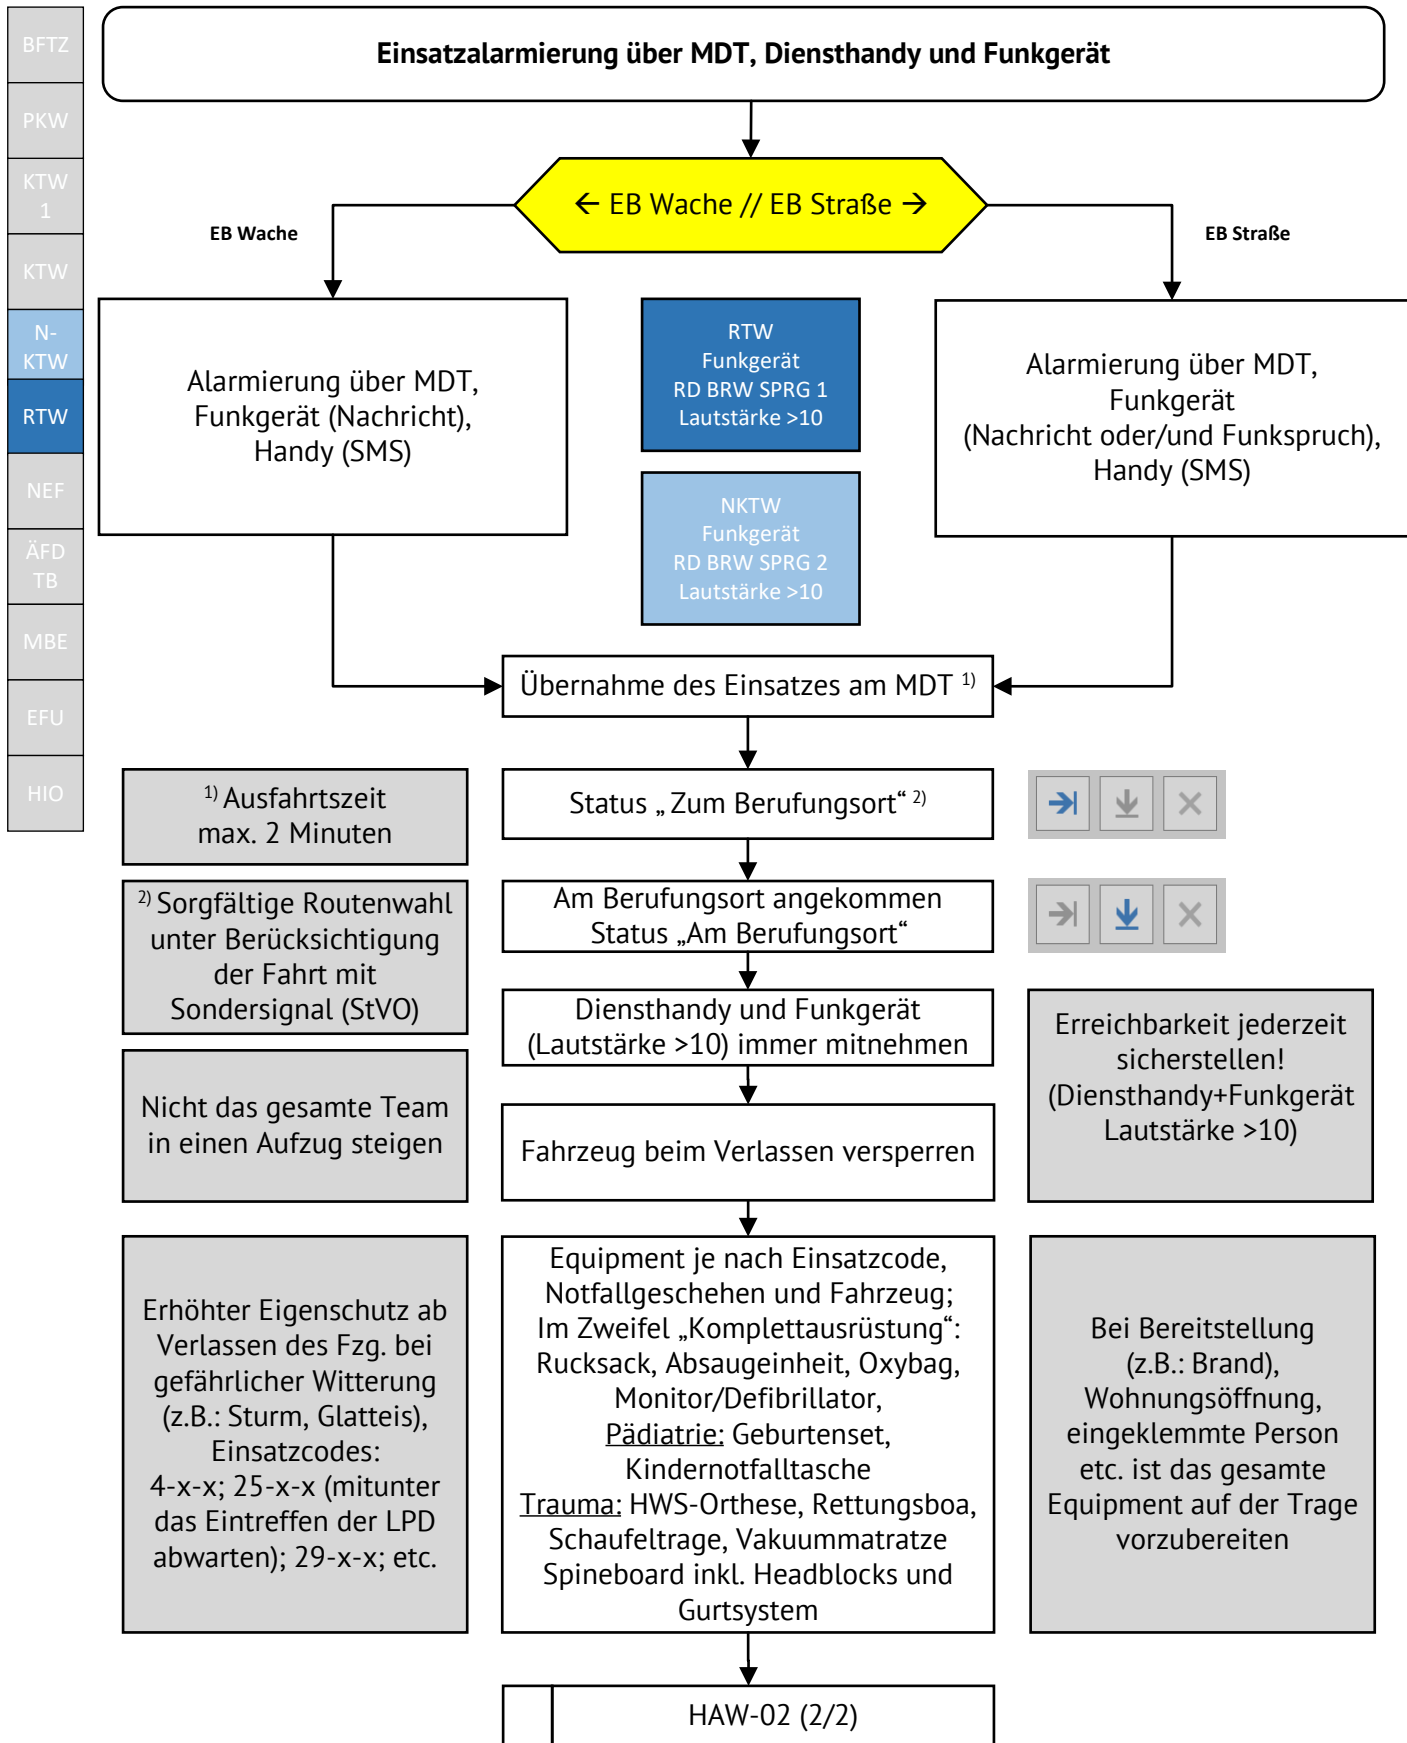 BFTZ
PKW
KTW
1
KTW
N-
KTW
RTW
NEF
ÄFD
TB
MBE
EFU
HIO
Einsatzalarmierung über MDT, Diensthandy und Funkgerät
← EB Wache // EB Straße →
EB Wache
EB Straße
Alarmierung über MDT,
Funkgerät (Nachricht),
Handy (SMS)
RTW
Funkgerät
RD BRW SPRG 1
Lautstärke >10
NKTW
Funkgerät
RD BRW SPRG 2
Lautstärke >10
Alarmierung über MDT,
Funkgerät
(Nachricht oder/und Funkspruch),
Handy (SMS)
Übernahme des Einsatzes am MDT 1)
1) Ausfahrtszeit
max. 2 Minuten
Status „Zum Berufungsort“ 2)
2) Sorgfältige Routenwahl
unter Berücksichtigung
der Fahrt mit
Sondersignal (StVO)
Am Berufungsort angekommen
Status „Am Berufungsort“
Diensthandy und Funkgerät
(Lautstärke >10) immer mitnehmen
Erreichbarkeit jederzeit
sicherstellen!
(Diensthandy+Funkgerät
Lautstärke >10)
Nicht das gesamte Team
in einen Aufzug steigen
Fahrzeug beim Verlassen versperren
Erhöhter Eigenschutz ab
Verlassen des Fzg. bei
gefährlicher Witterung
(z.B.: Sturm, Glatteis),
Einsatzcodes:
4-x-x; 25-x-x (mitunter
das Eintreffen der LPD
abwarten); 29-x-x; etc.
Equipment je nach Einsatzcode,
Notfallgeschehen und Fahrzeug;
Im Zweifel „Komplettausrüstung“:
Rucksack, Absaugeinheit, Oxybag,
Monitor/Defibrillator,
Pädiatrie: Geburtenset,
Kindernotfalltasche
Trauma: HWS-Orthese, Rettungsboa,
Schaufeltrage, Vakuummatratze
Spineboard inkl. Headblocks und
Gurtsystem
Bei Bereitstellung
(z.B.: Brand),
Wohnungsöffnung,
eingeklemmte Person
etc. ist das gesamte
Equipment auf der Trage
vorzubereiten
HAW-02 (2/2)